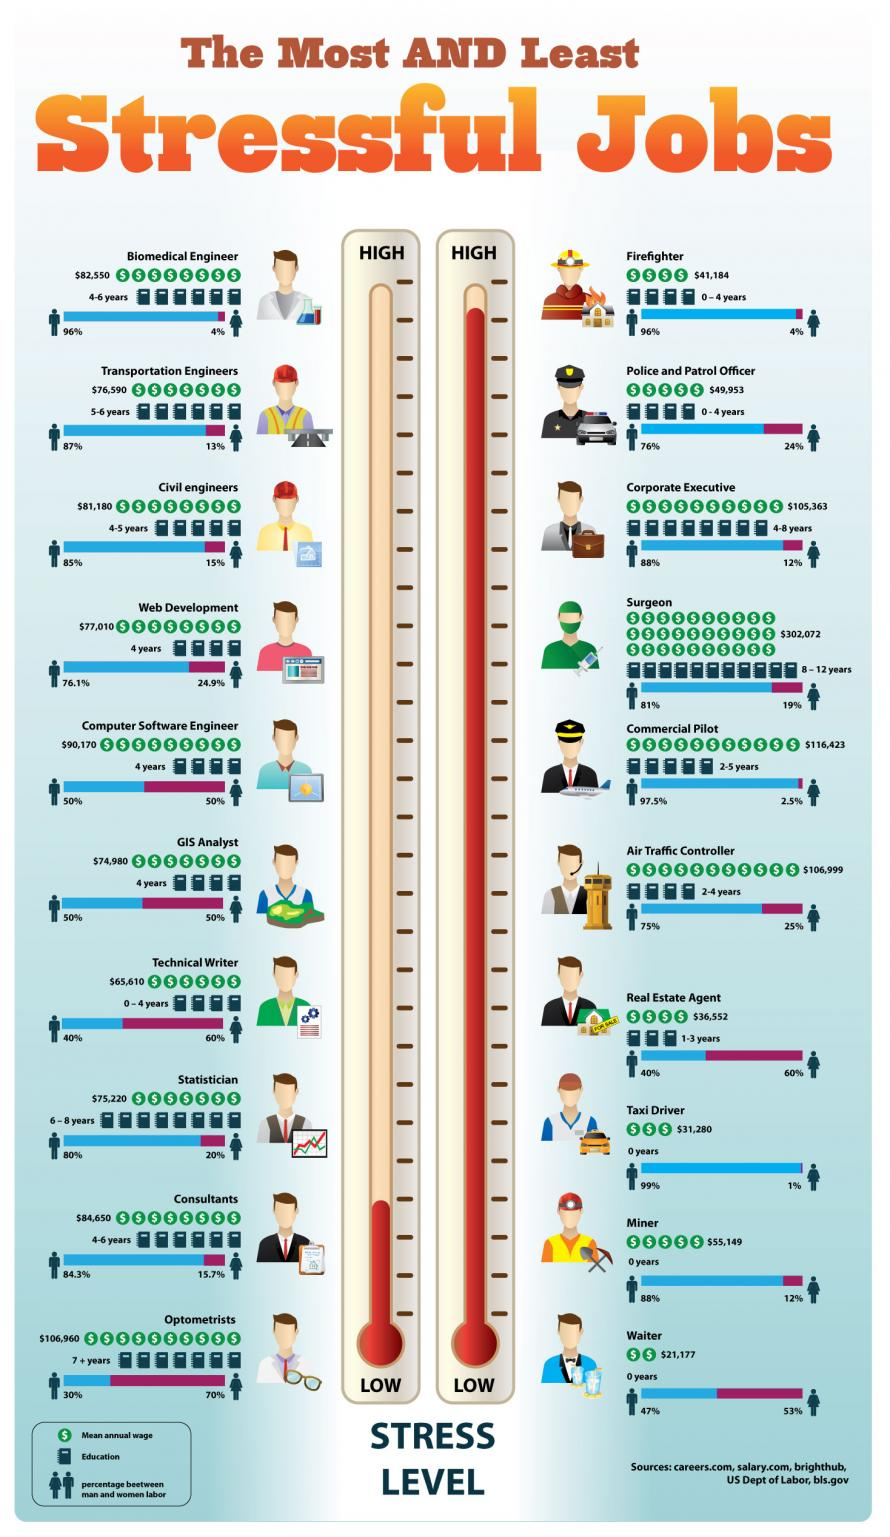 The Most AND Least
Stressful Jobs
HIGH
HIGH
Biomedical Engineer
$82,550
4-6 years
96% 4%
Transportation Engineers
$76,590
5-6 years
87% 13%
Civil engineers
$81,180
4-5 years
85% 15%
Web Development
$77,010
4 years
76.1% 24.9%
Computer Software Engineer
$90,170
4 years
50% 50%
GIS Analyst
$74,980
4 years
50% 50%
Technical Writer
$65,610
0 – 4 years
40% 60%
Statistician
$75,220
6 – 8 years
80% 20%
Consultants
$84,650
4-6 years
84.3% 15.7%
Optometrists
$106,960
7 + years
30% 70%
Firefighter
$41,184
0 – 4 years
96% 4%
Police and Patrol Officer
$49,953
0 - 4 years
76% 24%
Corporate Executive
$105,363
4-8 years
88% 12%
Surgeon
$302,072
8 – 12 years
81% 19%
Commercial Pilot
$116,423
2-5 years
97.5% 2.5%
Air Traffic Controller
$106,999
2-4 years
75% 25%
Real Estate Agent
$36,552
FOR SALE
1-3 years
40% 60%
Taxi Driver
$31,280
0 years
99% 1%
Miner
$55,149
0 years
88% 12%
Waiter
$21,177
0 years
47% 53%
LOW
LOW
STRESS
LEVEL
Mean annual wage
Education
percentage beetween
man and women labor
Sources: careers.com, salary.com, brighthub,
US Dept of Labor, bls.gov